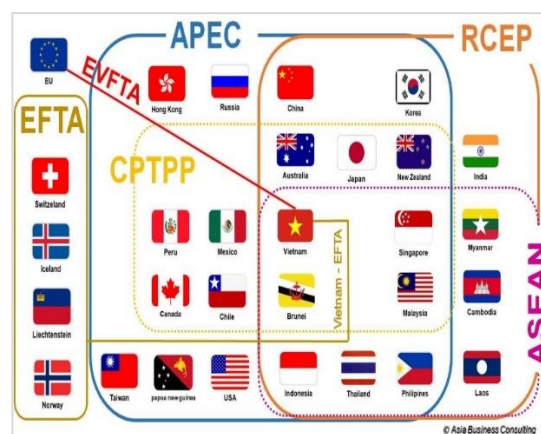 APEC
RCEP
EU
EVFTA
Hong Kong
Russia
China
Korea
EFTA
CPTPP
Switzerland
Australia
Japan
New Zealand
India
Iceland
Peru
Mexico
Vietnam
Singapore
Myanmar
Vietnam - EFTA
Liechtenstein
Canada
Chile
Brunei
Malaysia
Cambodia
ASEAN
Norway
Taiwan
papua new guinea
USA
Indonesia
Thailand
Philipines
Laos
© Asia Business Consulting